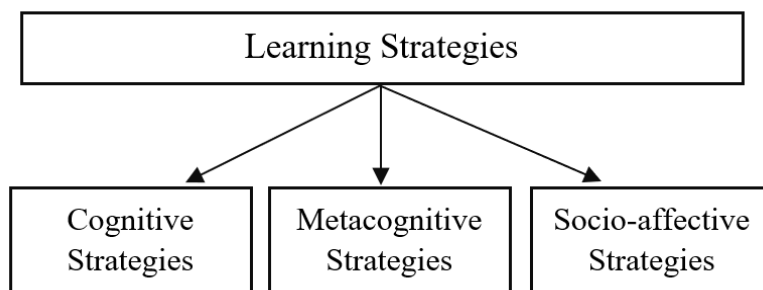 Learning Strategies
Cognitive
Strategies
Metacognitive
Strategies
Socio-affective
Strategies